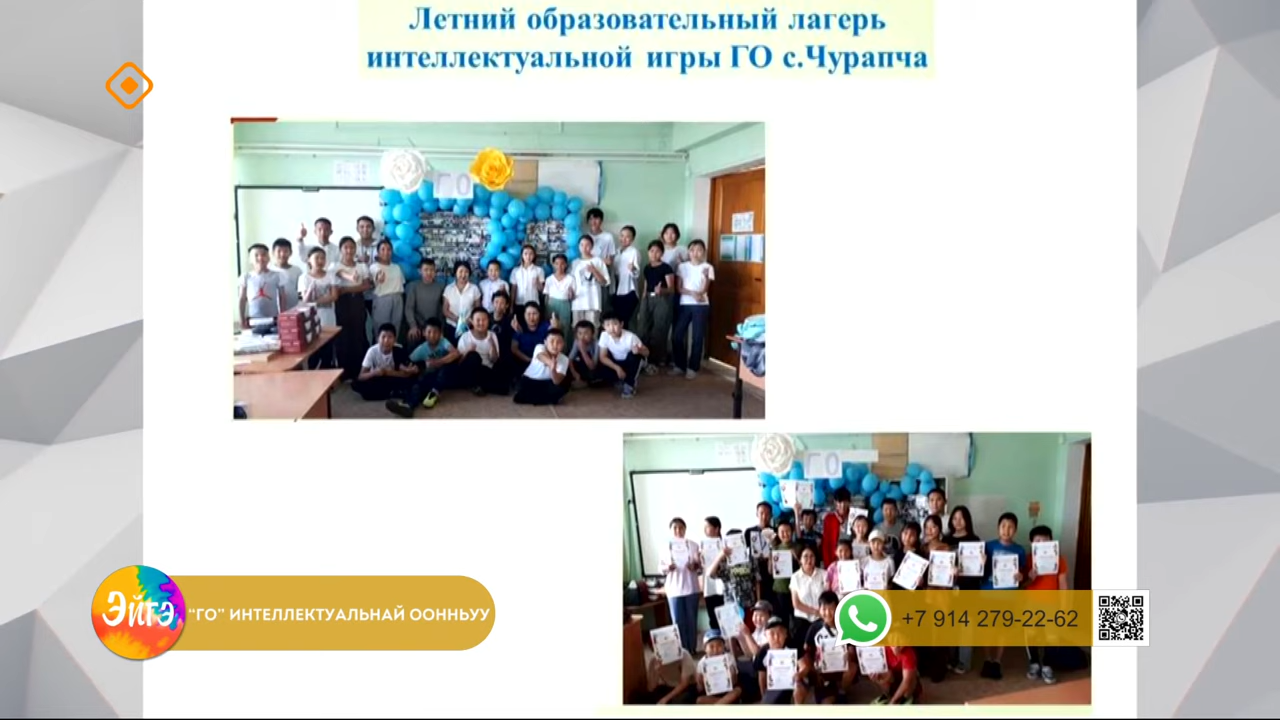 Летний образовательный лагерь
интеллектуальной игры ГО с.Чурапча
ГО
ГО
Эйгэ
“ГО” ИНТЕЛЛЕКТУАЛЬНАЙ ООННЬУУ
+7 914 279-22-62